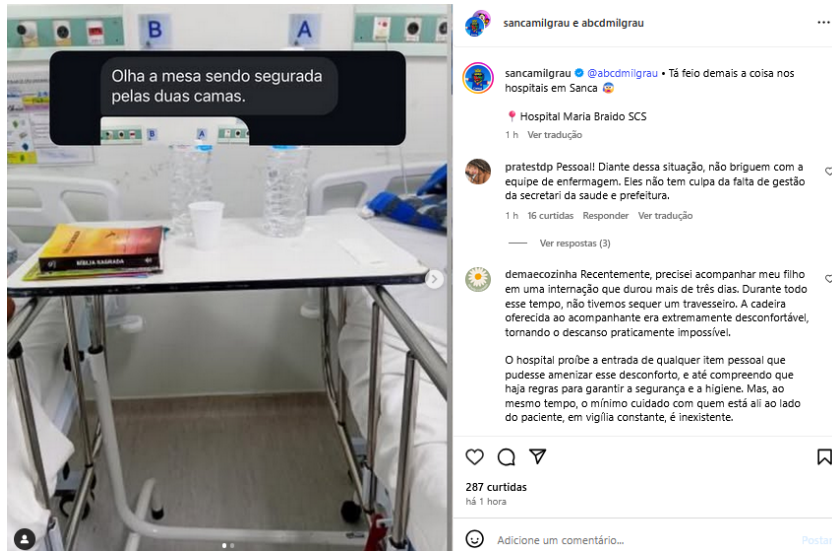 B
A
Olha a mesa sendo segurada
pelas duas camas.
B
A
BÍBLIA SAGRADA
sancamilgrau e abcdmilgrau
sancamilgrau @abcdmilgrau • Tá feio demais a coisa nos
hospitais em Sanca
Hospital Maria Braido SCS
1 h Ver tradução
pratestdp Pessoal! Diante dessa situação, não briguem com a
equipe de enfermagem. Eles não tem culpa da falta de gestão
da secretari da saude e prefeitura.
1 h 16 curtidas Responder Ver tradução
Ver respostas (3)
demaecozinha Recentemente, precisei acompanhar meu filho
em uma internação que durou mais de três dias. Durante todo
esse tempo, não tivemos sequer um travesseiro. A cadeira
oferecida ao acompanhante era extremamente desconfortável,
tornando o descanso praticamente impossível.
O hospital proíbe a entrada de qualquer item pessoal que
pudesse amenizar esse desconforto, e até compreendo que
haja regras para garantir a segurança e a higiene. Mas, ao
mesmo tempo, o mínimo cuidado com quem está ali ao lado
do paciente, em vigília constante, é inexistente.
287 curtidas
há 1 hora
Adicione um comentário...
Postar